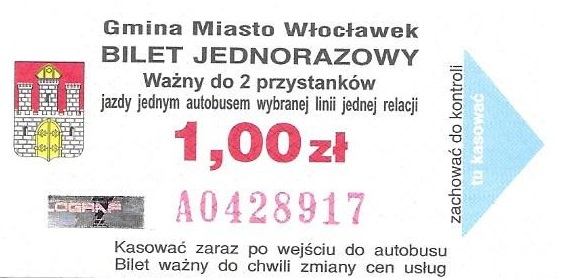 Gmina Miasto Włocławek
BILET JEDNORAZOWY
Ważny do 2 przystanków
jazdy jednym autobusem wybranej linii jednej relacji
1,00 zł
A0428917
Kasować zaraz po wejściu do autobusu
Bilet ważny do chwili zmiany cen usług
zachować do kontroli
tu kasować